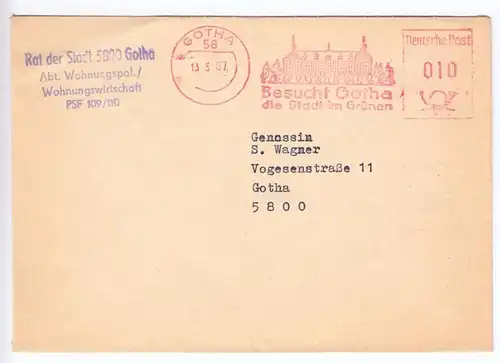 Rat der Stadt 5800 Gotha
Abt. Wohnungspol./
Wohnungswirtschaft
PSF 109/110
GOTHA
58
13.5.87
Besucht Gotha
die Stadt im Grünen
Deutsche Post
010
Genossin
S. Wagner
Vogesenstraße 11
Gotha
5800